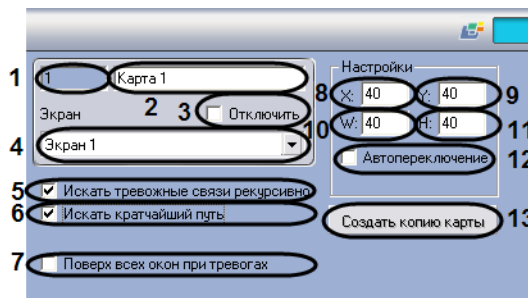 Настройки
1 1 Карта 1 8 X: 40 Y: 40 9
Экран 2 3 Отключить 10 W: 40 H: 40 11
4 Экран 1 Автопереключение 12
5 Искать тревожные связи рекурсивно
6 Искать кратчайший путь Создать копию карты 13
7 Поверх всех окон при тревогах